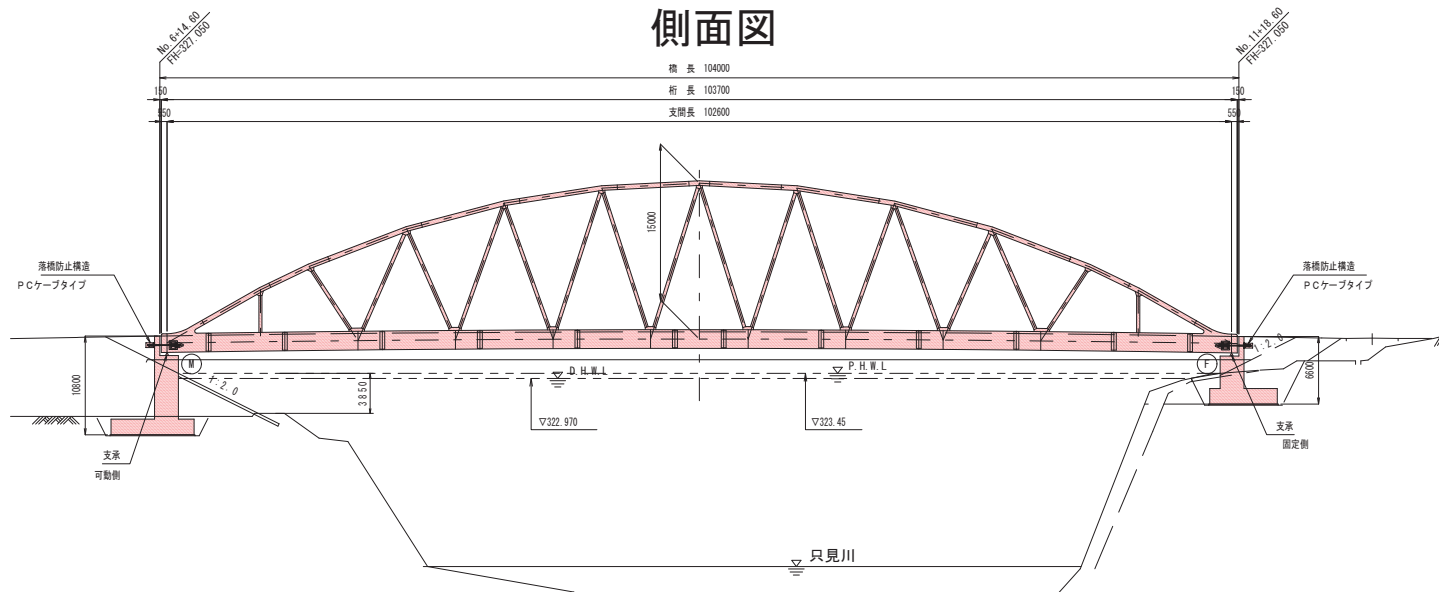 側面図
No. 6+14. 60
FH=327. 050
No. 11+18. 60
FH=327. 050
橋 長 104000
150
桁 長 103700
150
550
支間長 102600
550
15000
落橋防止構造
PCケーブタイプ
落橋防止構造
PCケーブタイプ
M
1:2. 0
D. H. W. L
P. H. W. L
F
1:2. 0
10800
3850
6600
▽322. 970
▽323. 45
支承
可動側
支承
固定側
只見川